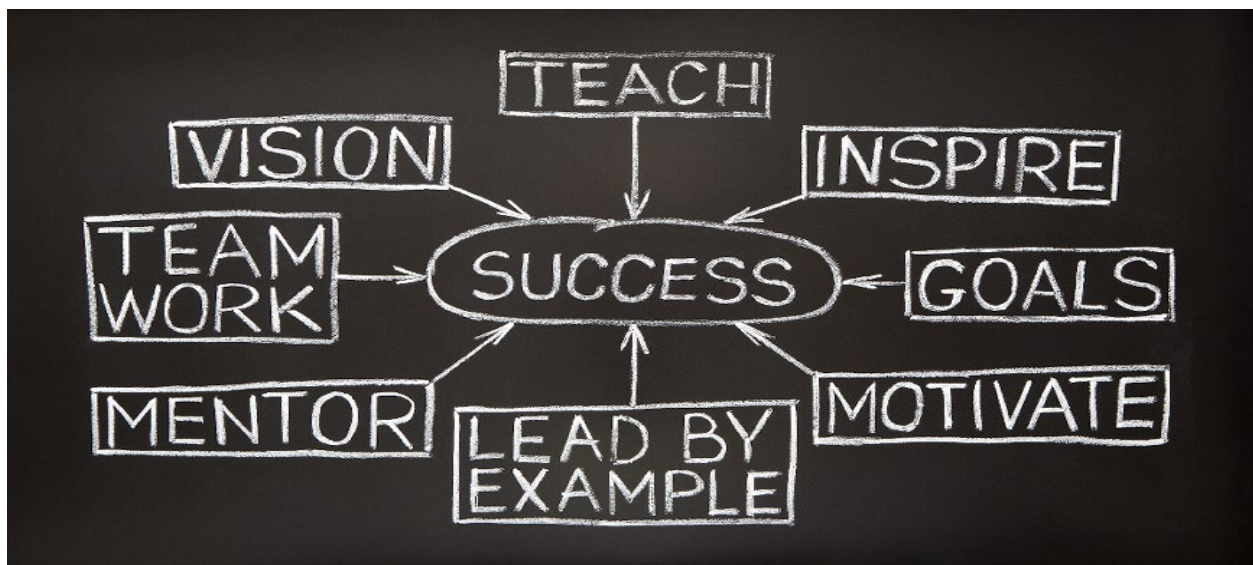 TEACH
VISION
INSPIRE
TEAM
WORK
SUCCESS
GOALS
MENTOR
LEAD BY
EXAMPLE
MOTIVATE